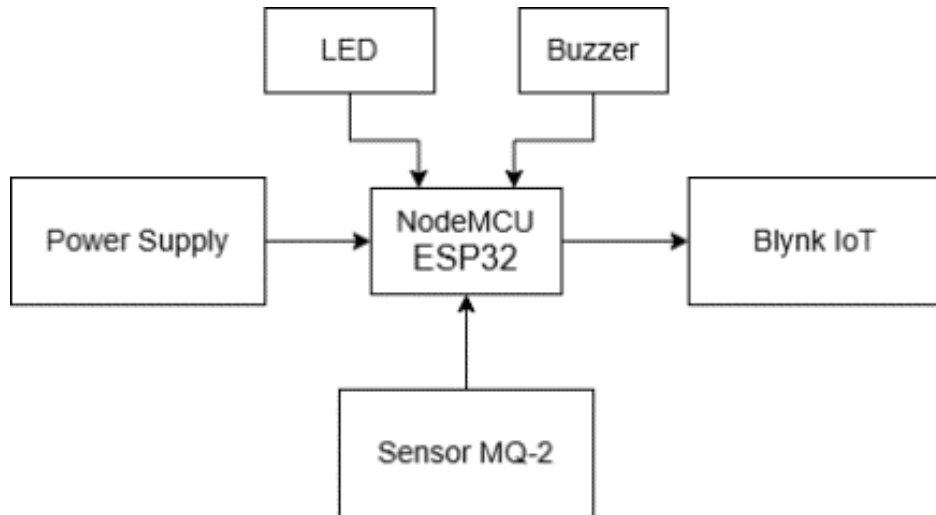 LED
Buzzer
Power Supply
NodeMCU
ESP32
Blynk IoT
Sensor MQ-2